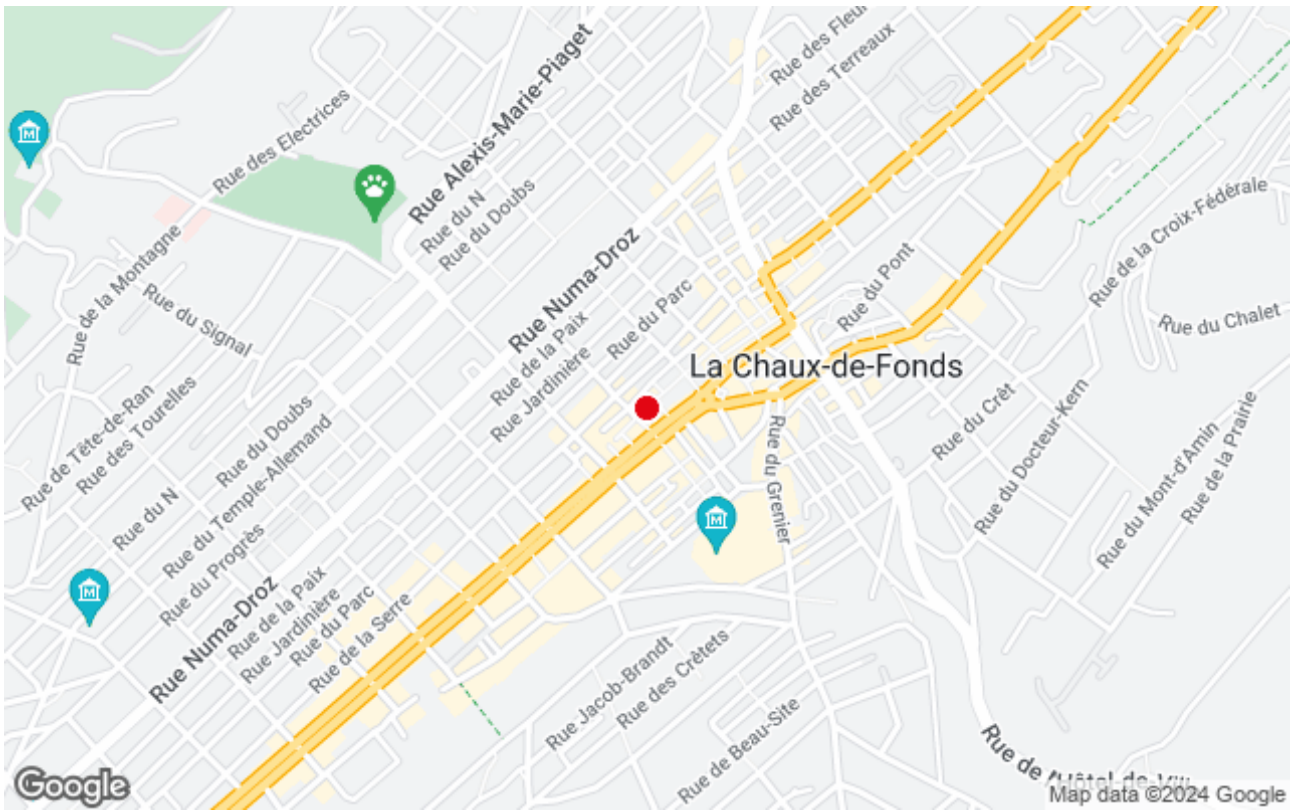 Rue des Fleur
Rue des Terreaux
Rue Alexis-Marie-Piaget
Rue des Electrices
Rue du N
Rue du Doubs
Rue de la Croix-Fédérale
Rue de la Montagne
Rue Numa-Droz
Rue du Parc
Rue du Pont
Rue du Signal
Rue de la Paix
Rue Jardinière
Rue du Chalet
La Chaux-de-Fonds
Rue de Tête-de-Ran
Rue des Tourelles
Rue du Doubs
Rue du Temple-Allemand
Rue du N
Rue du Progrès
Rue du Grenier
Rue du Crêt
Rue du Docteur-Kern
Rue du Mont-d'Amin
Rue de la Prairie
M
M
M
Rue Numa-Droz
Rue de la Paix
Rue Jardinière
Rue du Parc
Rue de la Serre
Rue Jacob-Brandt
Rue des Crêtets
Rue de Beau-Site
Rue de l'Hôtel-de-Vil
Google
Map data ©2024 Google